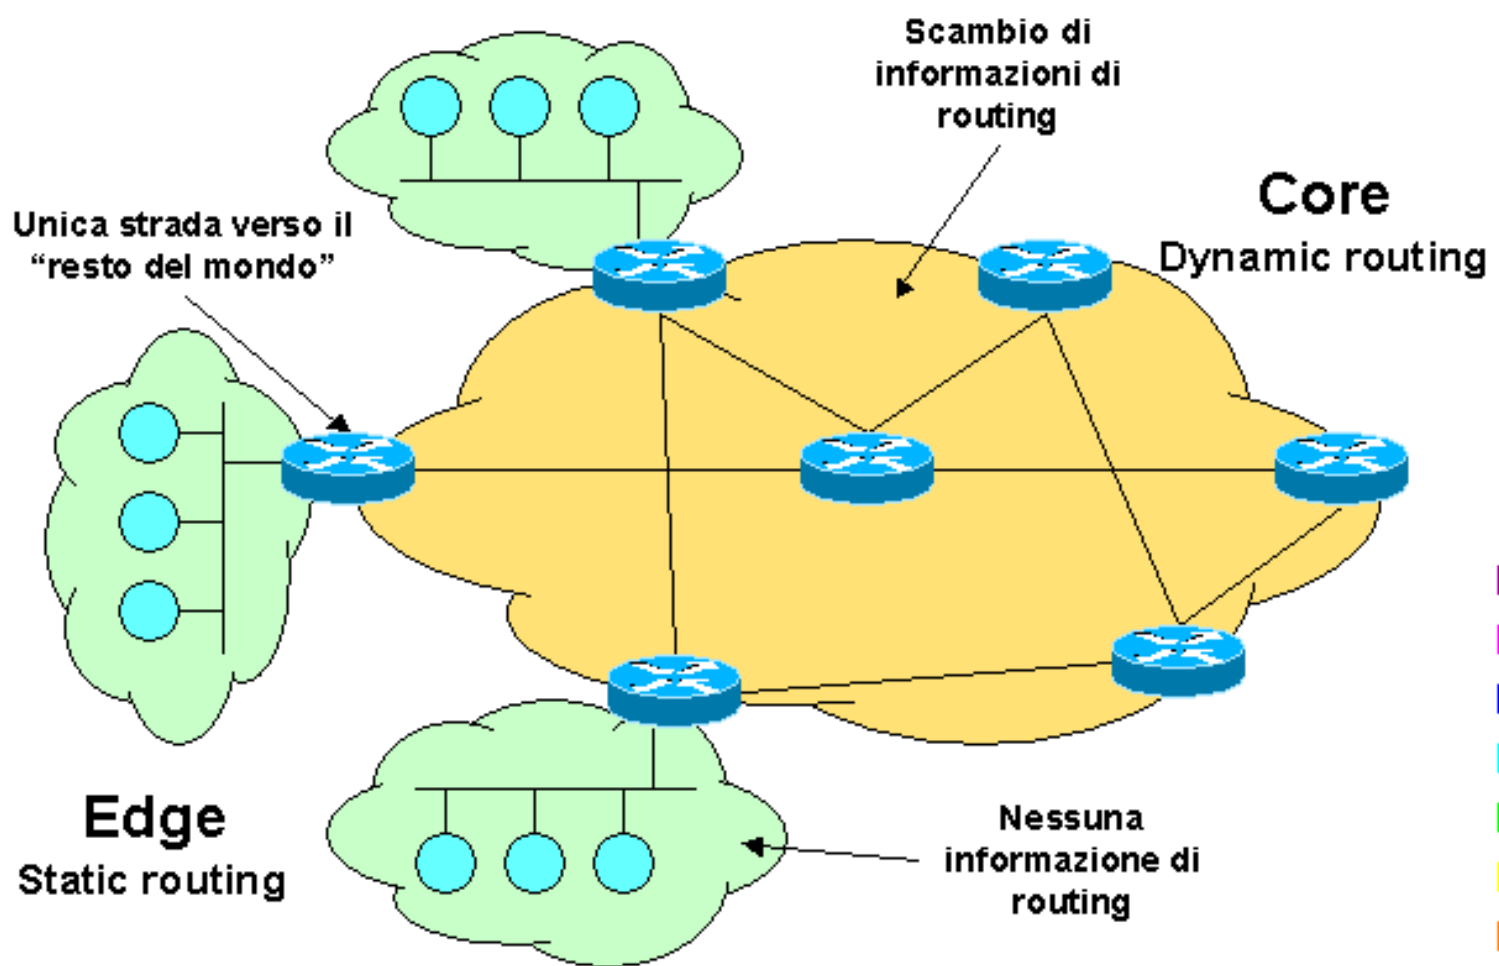 Scambio di
informazioni di
routing
Core
Dynamic routing
Unica strada verso il
“resto del mondo”
Edge
Static routing
Nessuna
informazione di
routing